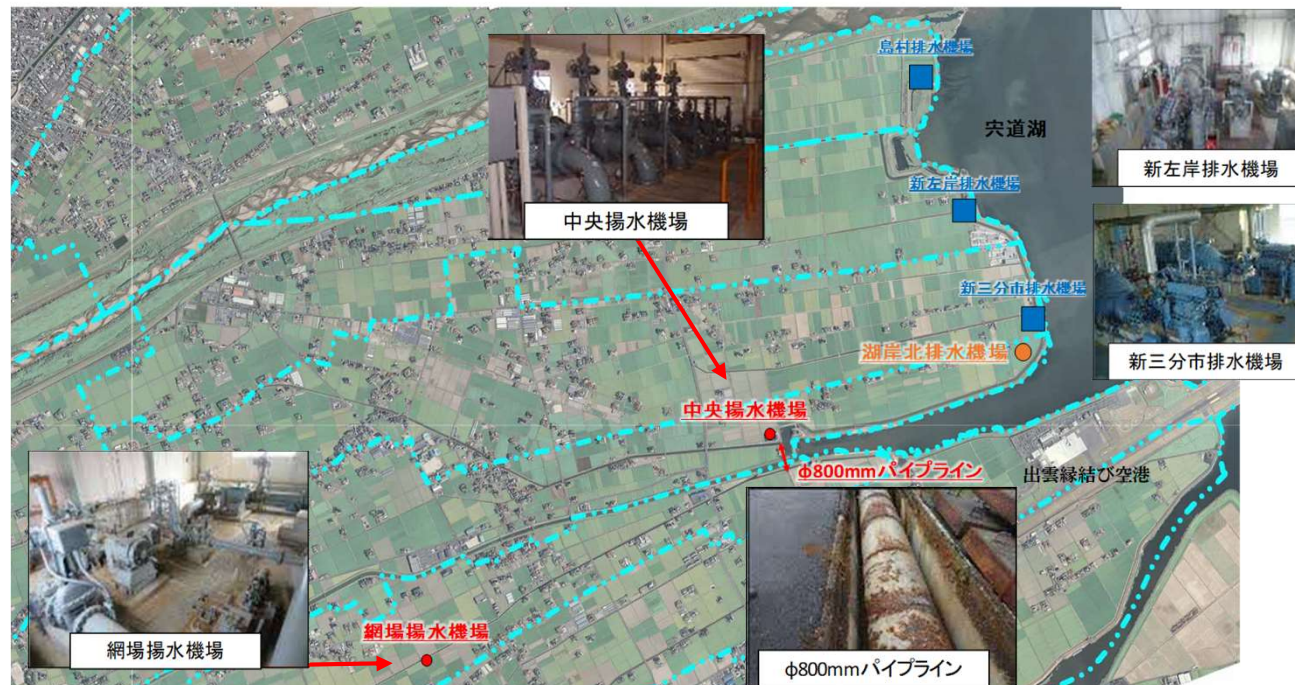 島村排水機場
宍道湖
新左岸排水機場
中央揚水機場
新左岸排水機場
新三分市排水機場
湖岸北排水機場
新三分市排水機場
中央揚水機場
φ800mmパイプライン
出雲縁結び空港
網場揚水機場
網場揚水機場
φ800mmパイプライン